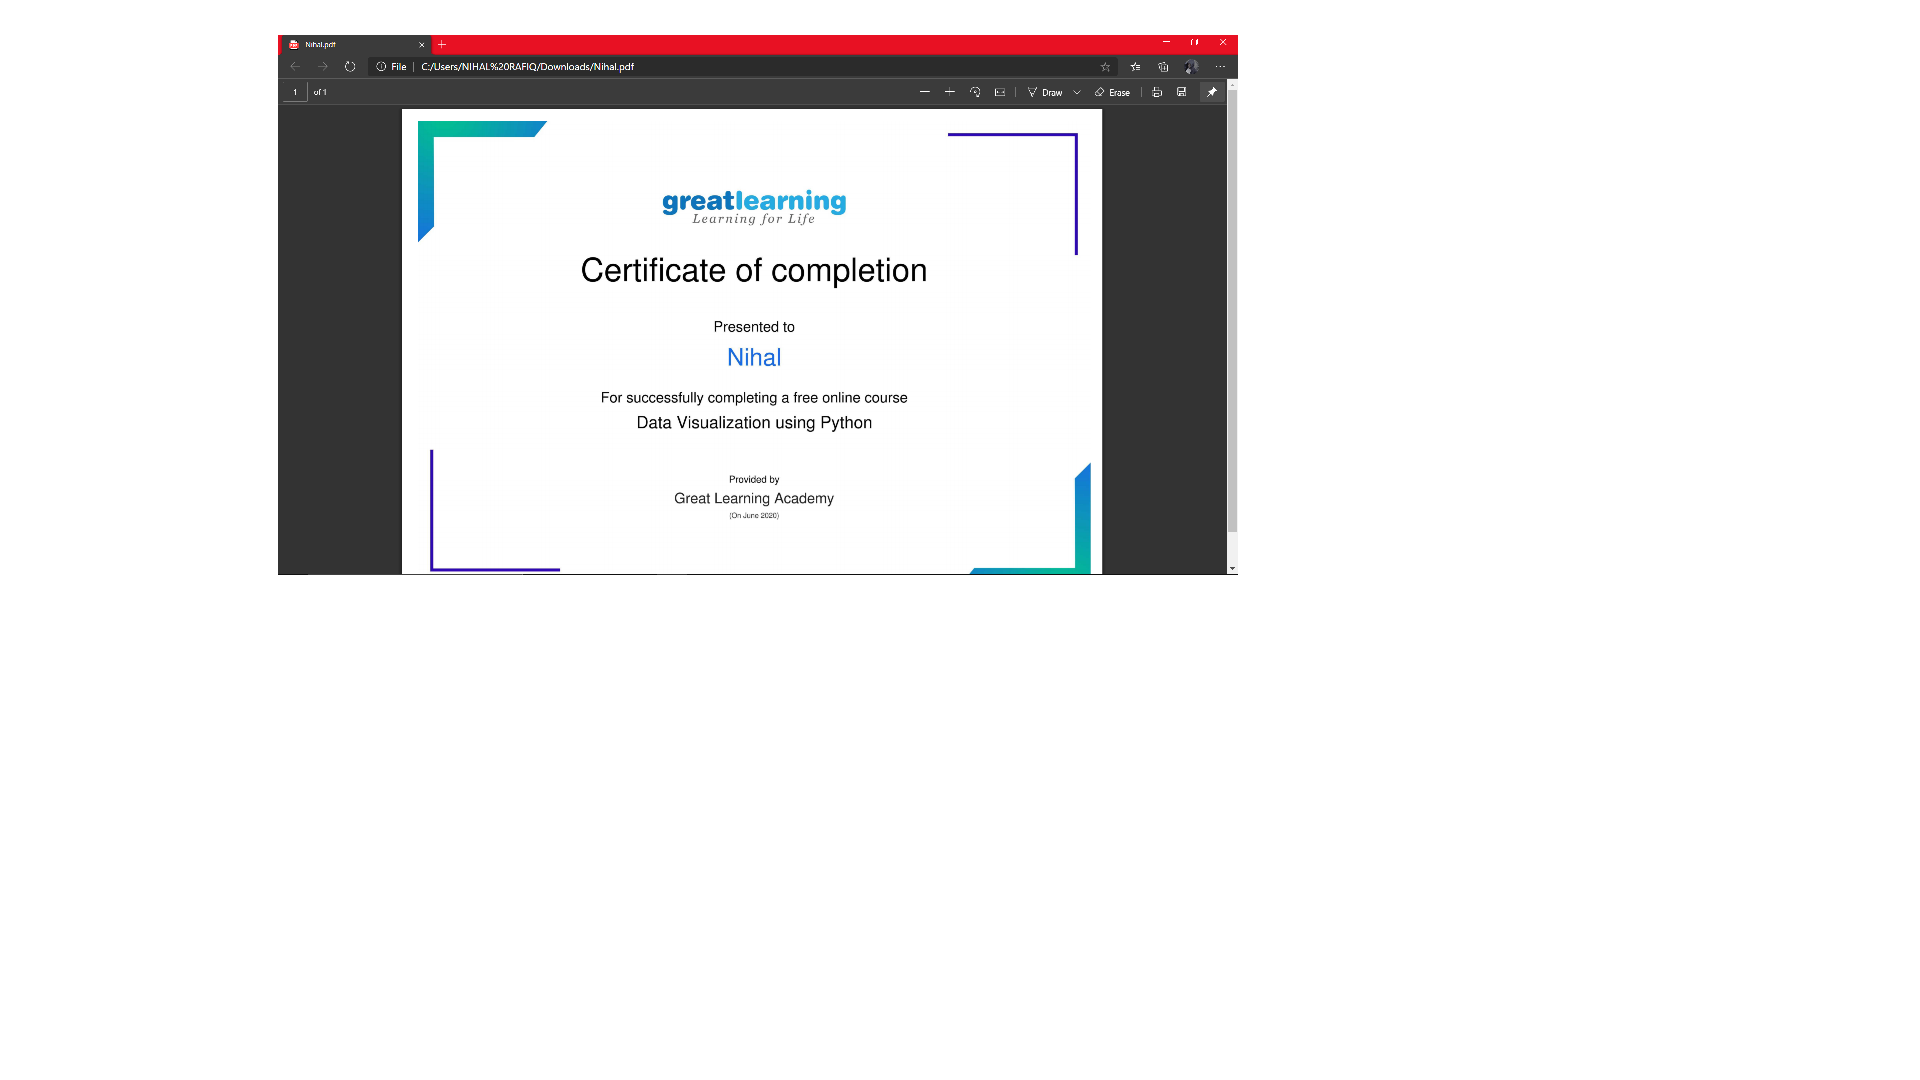 Nihal.pdf
File C:/Users/NIHAL%20RAFIQ/Downloads/Nihal.pdf
1 of 1 Draw Erase
greatlearning
Learning for Life
Certificate of completion
Presented to
Nihal
For successfully completing a free online course
Data Visualization using Python
Provided by
Great Learning Academy
(On June 2020)